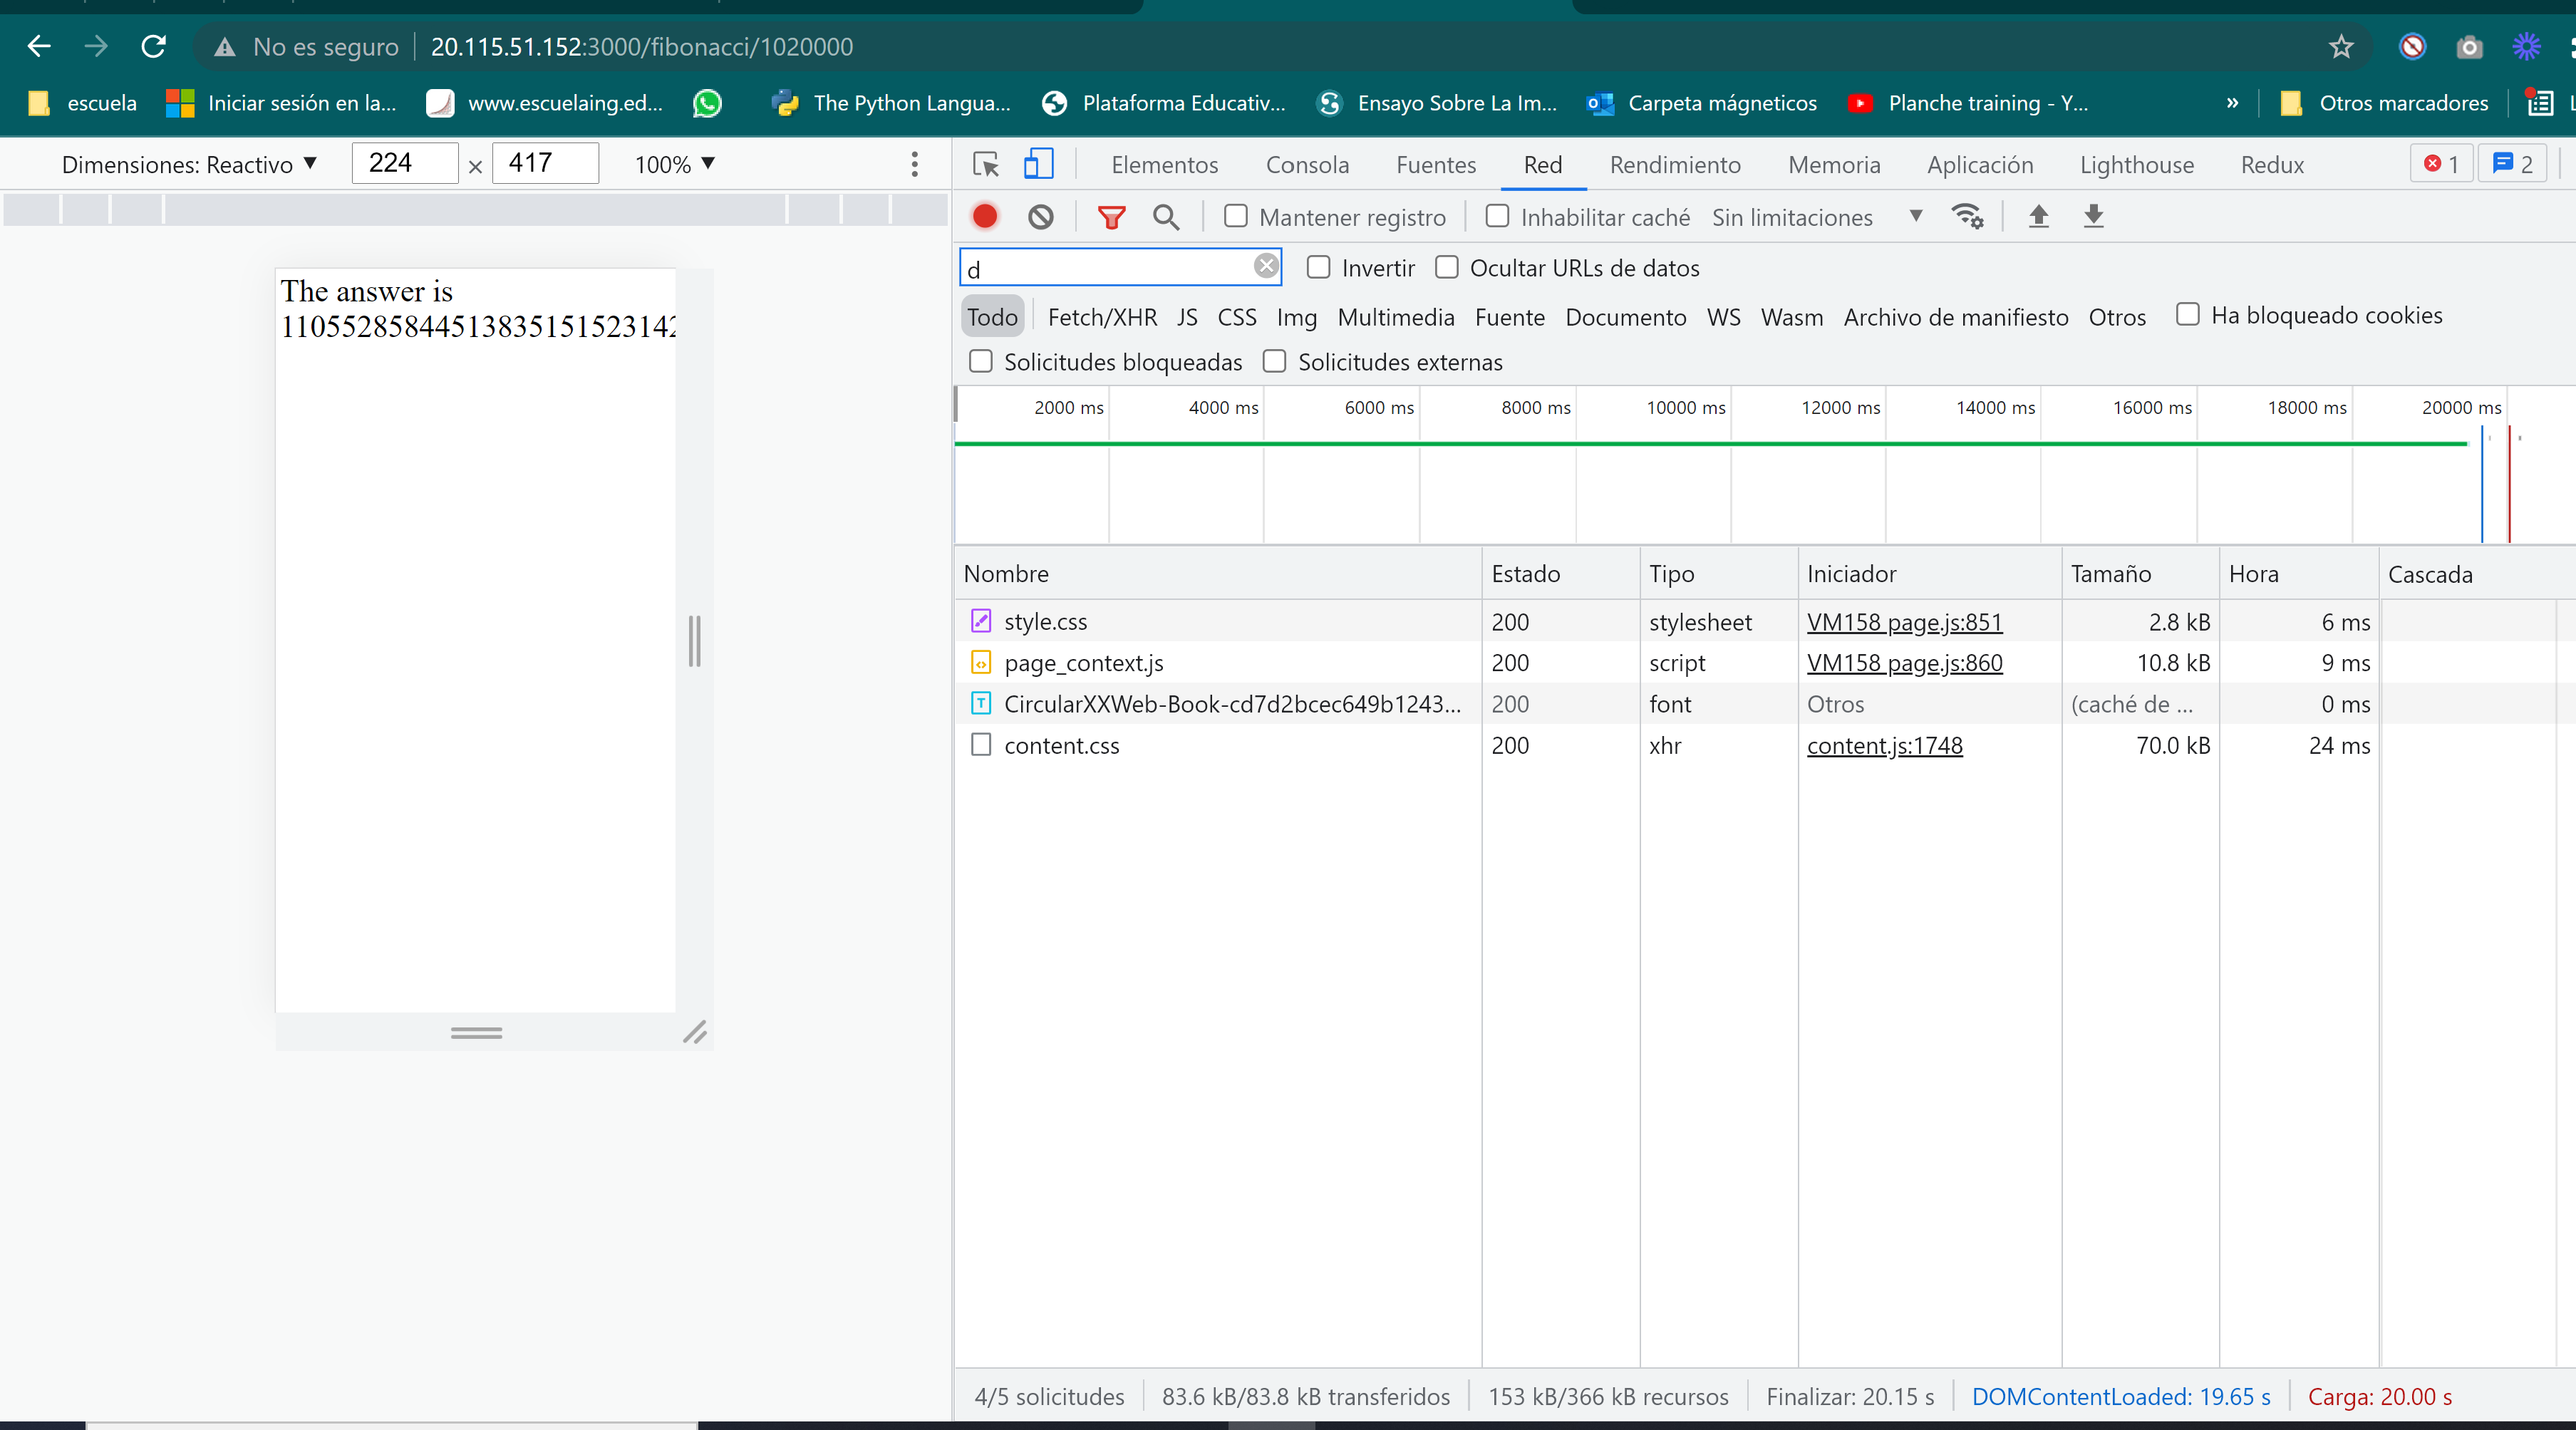 No es seguro 20.115.51.152:3000/fibonacci/1020000
escuela Iniciar sesión en la... www.escuelaing.ed... The Python Langua... Plataforma Educativ... Ensayo Sobre La Im... Carpeta mágneticos Planche training - Y... » Otros marcadores
Dimensiones: Reactivo 224 × 417 100%
Elementos Consola Fuentes Red Rendimiento Memoria Aplicación Lighthouse Redux 1 2
Mantener registro Inhabilitar caché Sin limitaciones
d Invertir Ocultar URLs de datos
Todo Fetch/XHR JS CSS Img Multimedia Fuente Documento WS Wasm Archivo de manifiesto Otros Ha bloqueado cookies
Solicitudes bloqueadas Solicitudes externas
The answer is
11055285844513835151523142
2000 ms 4000 ms 6000 ms 8000 ms 10000 ms 12000 ms 14000 ms 16000 ms 18000 ms 20000 ms
Nombre Estado Tipo Iniciador Tamaño Hora Cascada
style.css 200 stylesheet VM158 page.js:851 2.8 kB 6 ms
page_context.js 200 script VM158 page.js:860 10.8 kB 9 ms
CircularXXWeb-Book-cd7d2bcec649b1243... 200 font Otros (caché de ... 0 ms
content.css 200 xhr content.js:1748 70.0 kB 24 ms
4/5 solicitudes 83.6 kB/83.8 kB transferidos 153 kB/366 kB recursos Finalizar: 20.15 s DOMContentLoaded: 19.65 s Carga: 20.00 s